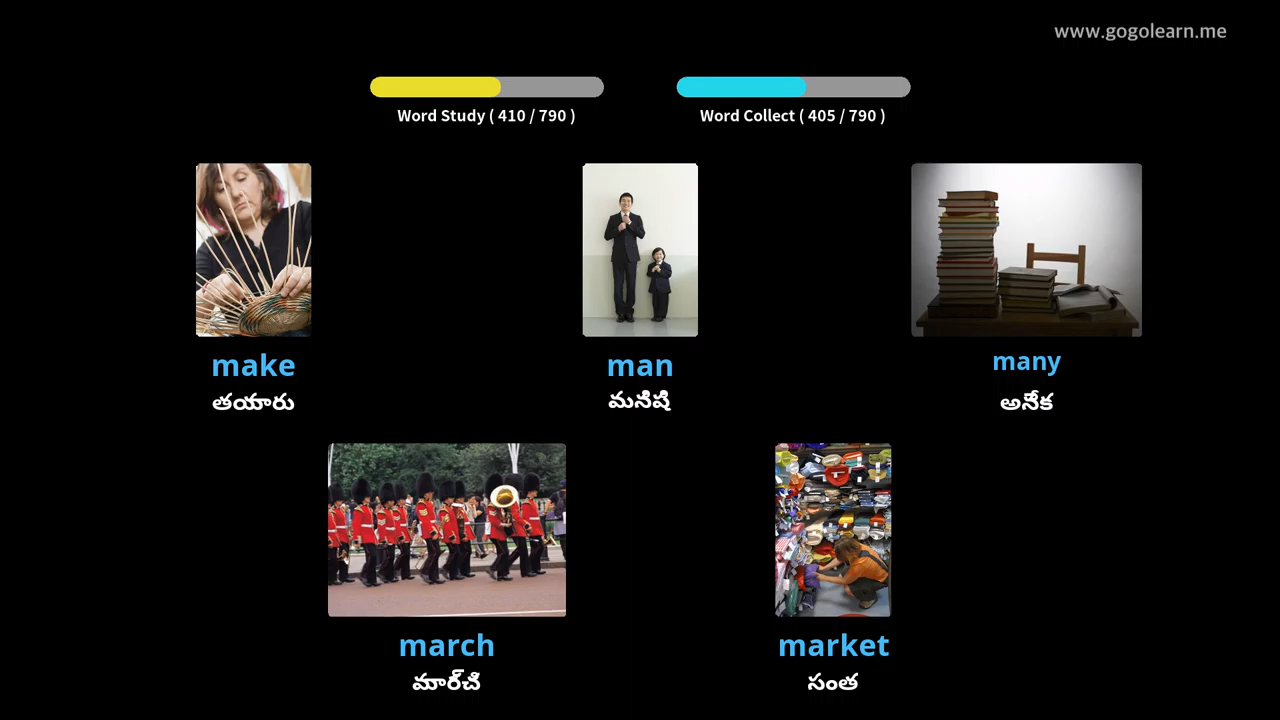 www.gogolearn.me
Word Study ( 410 / 790 )
Word Collect ( 405 / 790 )
make
man
many
తయారు
మనిషి
అనేక
march
market
మార్చి
సంత